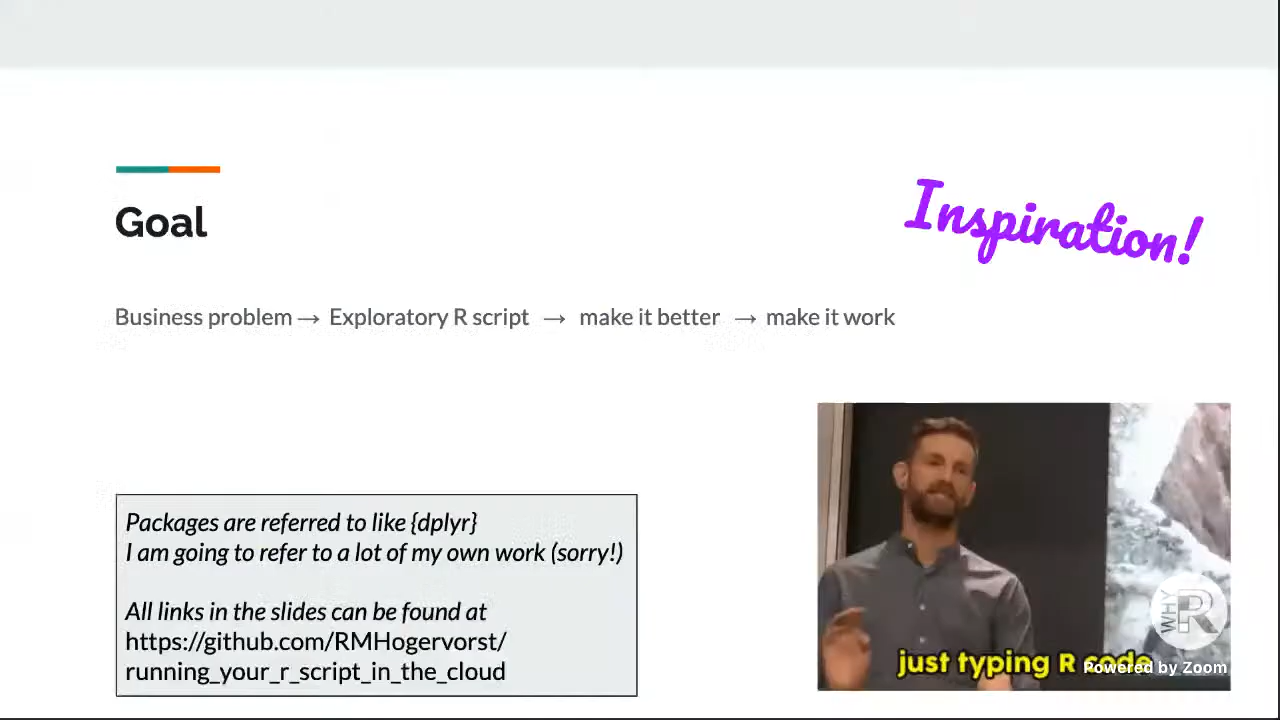 Goal
Inspiration!
Business problem → Exploratory R script → make it better → make it work
Packages are referred to like {dplyr}
I am going to refer to a lot of my own work (sorry!)
All links in the slides can be found at
https://github.com/RMHogervorst/
running_your_r_script_in_the_cloud
WHY R
just typing R code
Powered by Zoom